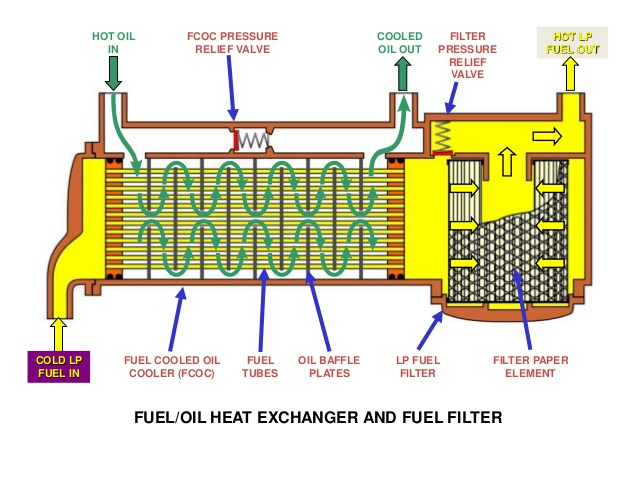 HOT OIL
IN
FCOC PRESSURE
RELIEF VALVE
COOLED
OIL OUT
FILTER
PRESSURE
RELIEF
VALVE
HOT LP
FUEL OUT
COLD LP
FUEL IN
FUEL COOLED OIL
COOLER (FCOC)
FUEL
TUBES
OIL BAFFLE
PLATES
LP FUEL
FILTER
FILTER PAPER
ELEMENT
FUEL/OIL HEAT EXCHANGER AND FUEL FILTER